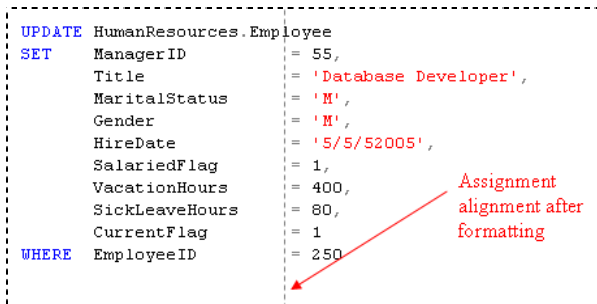 UPDATE HumanResources.Employee
SET ManagerID = 55,
Title = 'Database Developer',
MaritalStatus = 'M',
Gender = 'M',
HireDate = '5/5/52005',
SalariedFlag = 1,
VacationHours = 400,
SickLeaveHours = 80,
CurrentFlag = 1
WHERE EmployeeID = 250
Assignment
alignment after
formatting